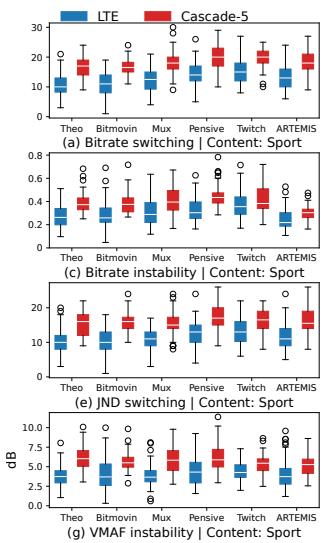 LTE Cascade-5
30
20
10
0
Theo Bitmovin Mux Pensive Twitch ARTEMIS
(a) Bitrate switching | Content: Sport
0.8
0.6
0.4
0.2
0
Theo Bitmovin Mux Pensive Twitch ARTEMIS
(c) Bitrate instability | Content: Sport
20
10
0
Theo Bitmovin Mux Pensive Twitch ARTEMIS
(e) JND switching | Content: Sport
10.0
7.5
5.0
2.5
0.0
dB
Theo Bitmovin Mux Pensive Twitch ARTEMIS
(g) VMAF instability | Content: Sport